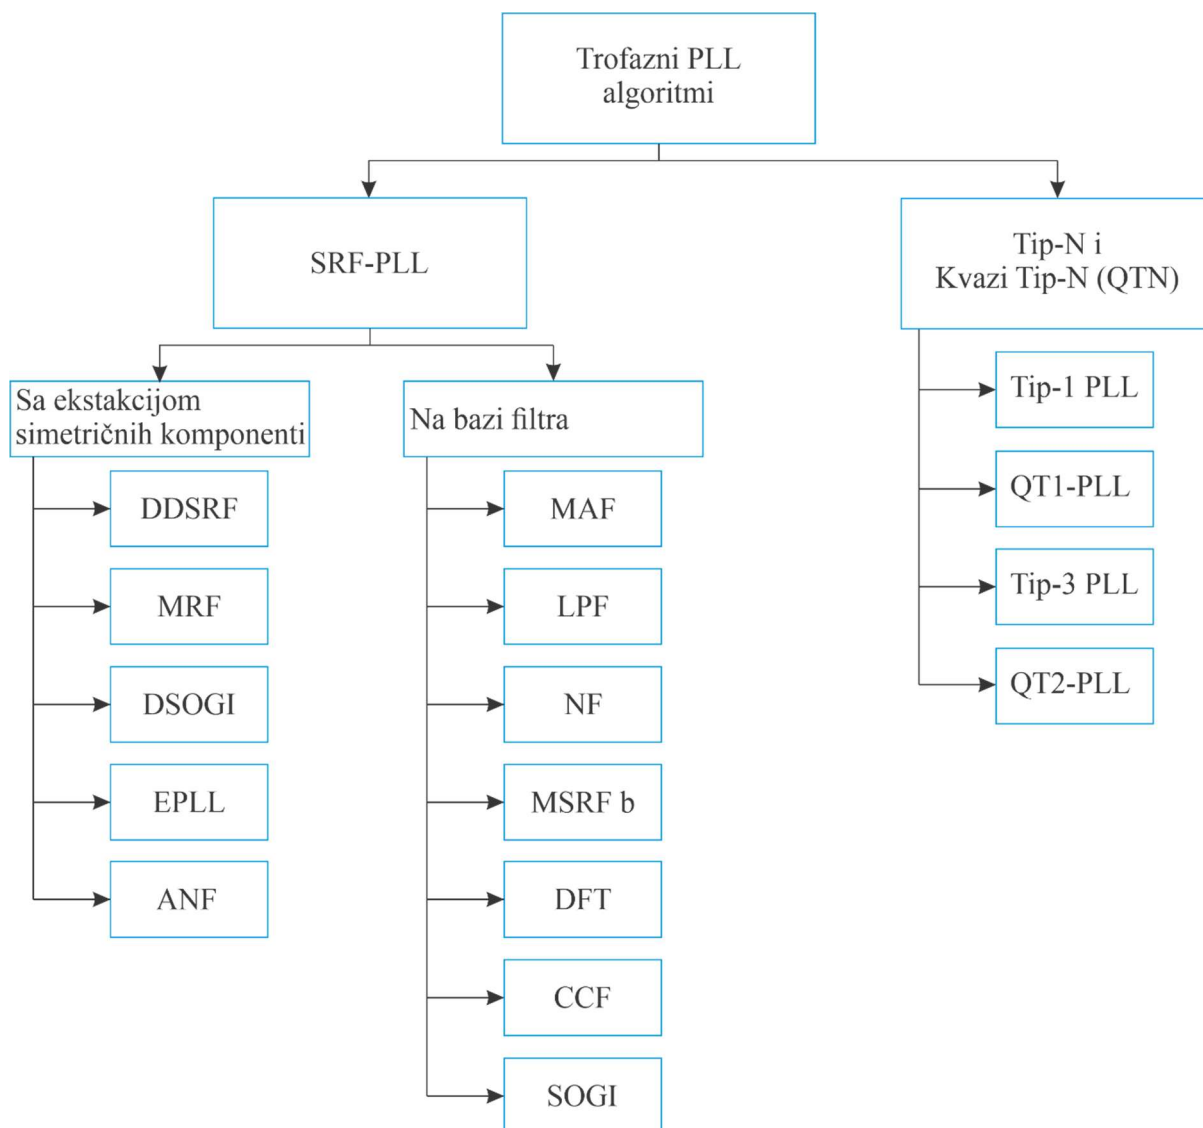 Trofazni PLL
algoritmi
SRF-PLL
Tip-N i
Kvazi Tip-N (QTN)
Sa ekstakcijom
simetričnih komponenti
DDSRF
MRF
DSOGI
EPLL
ANF
Na bazi filtra
MAF
LPF
NF
MSRF b
DFT
CCF
SOGI
Tip-1 PLL
QT1-PLL
Tip-3 PLL
QT2-PLL